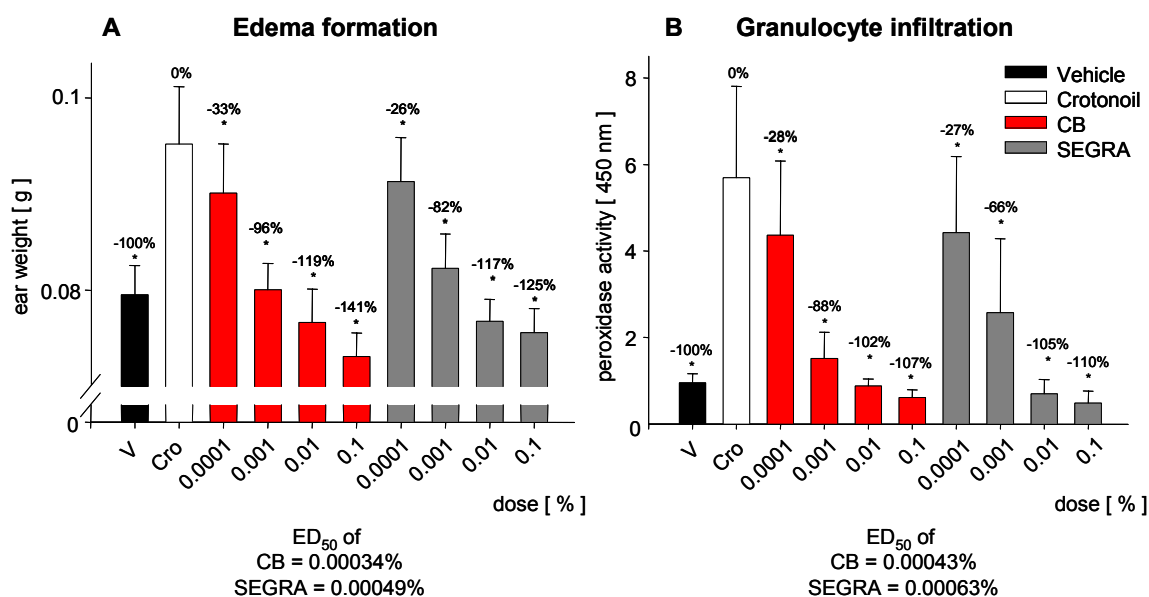 A Edema formation
0%
0.1
-33%
*
-26%
*
-100%
*
-96%
*
-82%
*
-119%
*
-117%
*
-125%
*
-141%
*
0.08
0
ear weight [ g ]
V Cro 0.0001 0.001 0.01 0.1 0.0001 0.001 0.01 0.1
dose [ % ]
ED50 of
CB = 0.00034%
SEGRA = 0.00049%
B Granulocyte infiltration
0%
Vehicle
Crotonoil
CB
SEGRA
8
6
4
2
0
peroxidase activity [ 450 nm ]
-28%
*
-27%
*
-66%
*
-88%
*
-100%
*
-102%
*
-107%
*
-105%
*
-110%
*
V Cro 0.0001 0.001 0.01 0.1 0.0001 0.001 0.01 0.1
dose [ % ]
ED50 of
CB = 0.00043%
SEGRA = 0.00063%